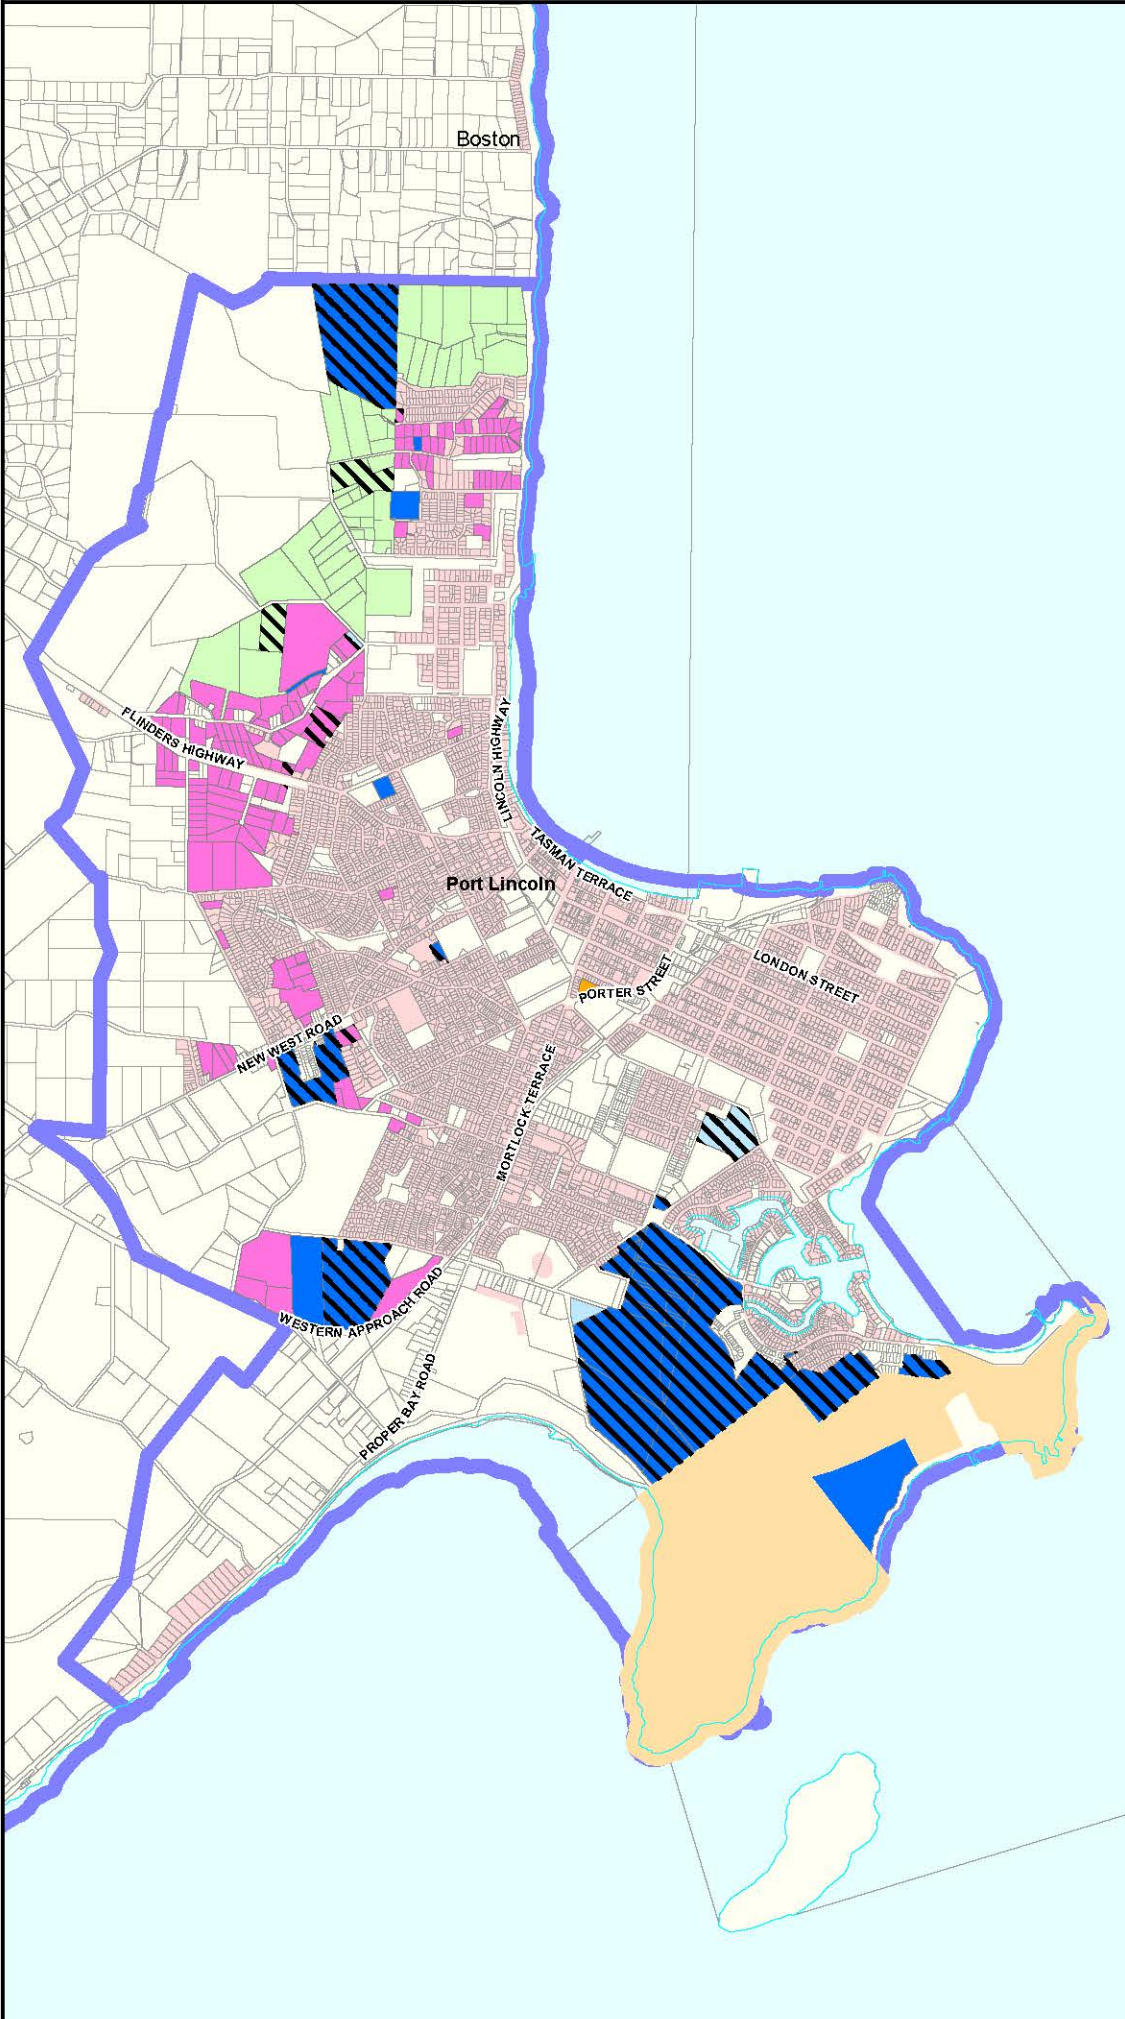 Boston
FLINDERS HIGHWAY
LINCOLN HIGHWAY
TASMAN TERRACE
Port Lincoln
LONDON STREET
PORTER STREET
NEW WEST ROAD
MORTLOCK TERRACE
WESTERN APPROACH ROAD
PROPER BAY ROAD